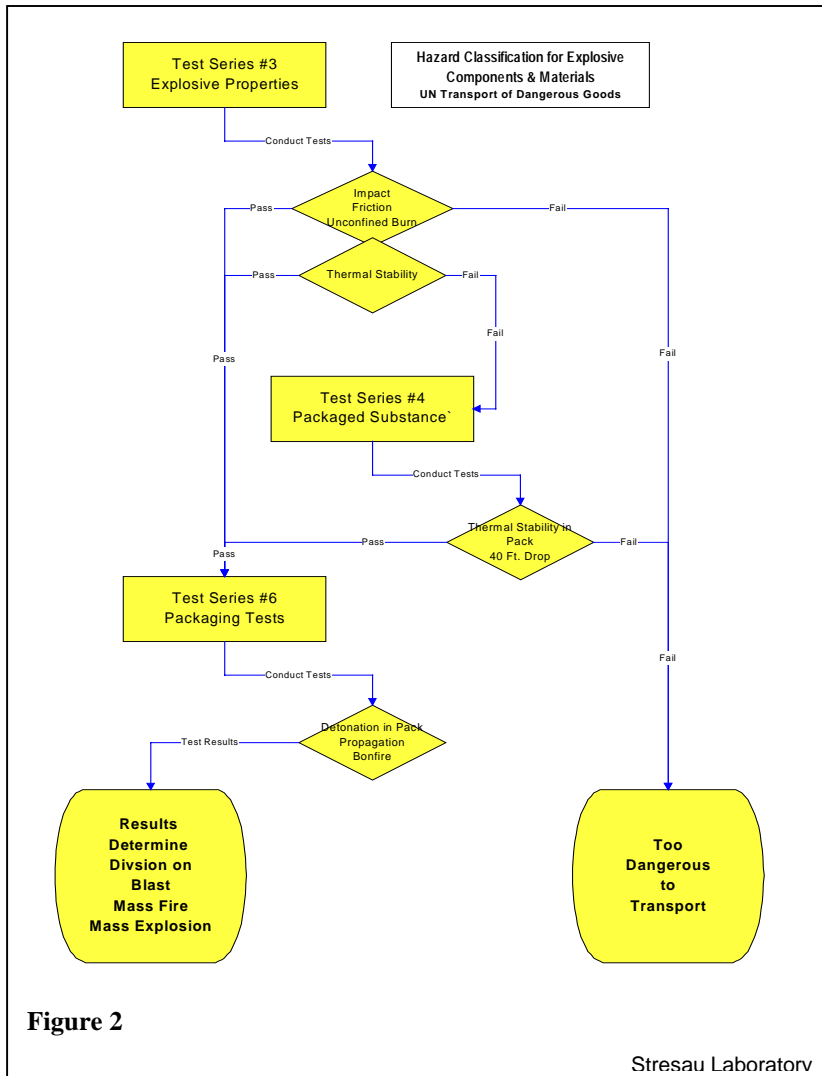 Test Series #3
Explosive Properties
Hazard Classification for Explosive
Components & Materials
UN Transport of Dangerous Goods
Conduct Tests
Impact
Friction
Unconfined Burn
Pass
Fail
Thermal Stability
Pass
Fail
Fail
Pass
Fail
Test Series #4
Packaged Substance`
Conduct Tests
Thermal Stability in
Pack
40 Ft. Drop
Pass
Fail
Pass
Test Series #6
Packaging Tests
Fail
Conduct Tests
Detonation in Pack
Propagation
Bonfire
Test Results
Results
Determine
Divsion on
Blast
Mass Fire
Mass Explosion
Too
Dangerous
to
Transport
Figure 2
Stresau Laboratory